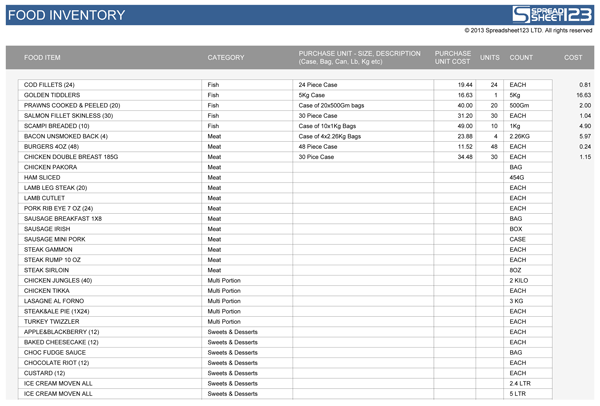 FOOD INVENTORY
SPREAD SHEET123
© 2013 Spreadsheet123 LTD. All rights reserved
FOOD ITEM CATEGORY PURCHASE UNIT - SIZE, DESCRIPTION (Case, Bag, Can, Lb, Kg etc) PURCHASE UNIT COST UNITS COUNT COST
COD FILLETS (24) Fish 24 Piece Case 19.44 24 EACH 0.81
GOLDEN TIDDLERS Fish 5Kg Case 16.63 1 5Kg 16.63
PRAWNS COOKED & PEELED (20) Fish Case of 20x500Gm bags 40.00 20 500Gm 2.00
SALMON FILLET SKINLESS (30) Fish 30 Piece Case 31.20 30 EACH 1.04
SCAMPI BREADED (10) Fish Case of 10x1Kg Bags 49.00 10 1Kg 4.90
BACON UNSMOKED BACK (4) Meat Case of 4x2.26Kg Bags 23.88 4 2.26KG 5.97
BURGERS 4OZ (48) Meat 48 Piece Case 11.52 48 EACH 0.24
CHICKEN DOUBLE BREAST 185G Meat 30 Pice Case 34.48 30 EACH 1.15
CHICKEN PAKORA Meat BAG
HAM SLICED Meat 454G
LAMB LEG STEAK (20) Meat EACH
LAMB CUTLET Meat EACH
PORK RIB EYE 7 OZ (24) Meat EACH
SAUSAGE BREAKFAST 1X8 Meat BAG
SAUSAGE IRISH Meat BOX
SAUSAGE MINI PORK Meat CASE
STEAK GAMMON Meat EACH
STEAK RUMP 10 OZ Meat EACH
STEAK SIRLOIN Meat 8OZ
CHICKEN JUNGLES (40) Multi Portion 2 KILO
CHICKEN TIKKA Multi Portion EACH
LASAGNE AL FORNO Multi Portion 3 KG
STEAK&ALE PIE (1X24) Multi Portion EACH
TURKEY TWIZZLER Multi Portion EACH
APPLE&BLACKBERRY (12) Sweets & Desserts EACH
BAKED CHEESECAKE (12) Sweets & Desserts EACH
CHOC FUDGE SAUCE Sweets & Desserts BAG
CHOCOLATE RIOT (12) Sweets & Desserts EACH
CUSTARD (12) Sweets & Desserts EACH
ICE CREAM MOVEN ALL Sweets & Desserts 2.4 LTR
ICE CREAM MOVEN ALL Sweets & Desserts 5 LTR